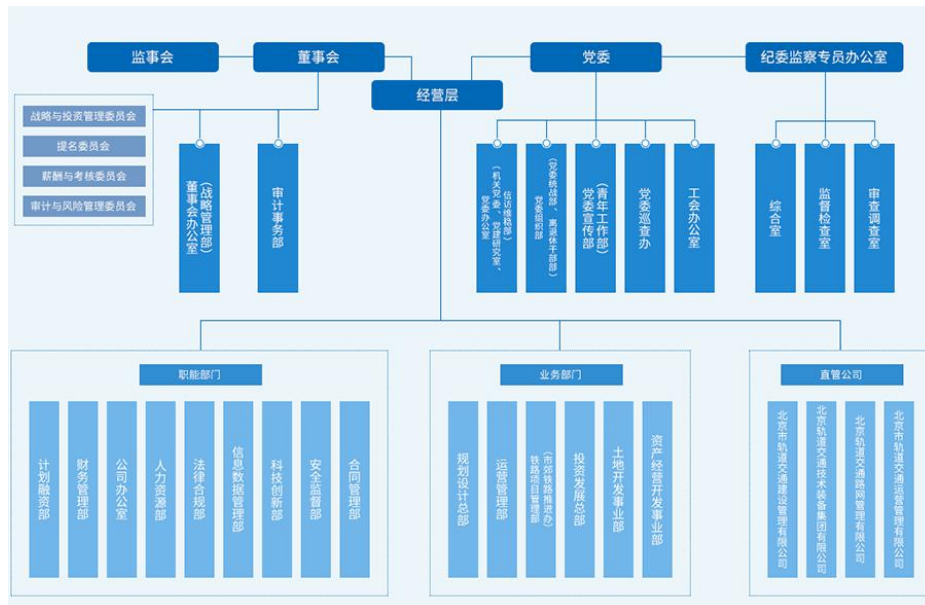 监事会
董事会
党委
纪委监察专员办公室
经营层
战略与投资管理委员会
提名委员会
薪酬与考核委员会
审计与风险管理委员会
董事会办公室
（战略管理部）
审计事务部
党委办公室
（机关党委、党建研究室、
信访维稳部）
党委组织部
（党委统战部、离退休干部部）
党委宣传部
（青年工作部）
党委巡查办
工会办公室
综合室
监督检查室
审查调查室
职能部门
计划融资部
财务管理部
公司办公室
人力资源部
法律合规部
信息数据管理部
科技创新部
安全监督部
合同管理部
业务部门
规划设计总部
运营管理部
铁路项目管理部
（市郊铁路推进办）
投资发展总部
土地开发事业部
资产经营开发事业部
直管公司
北京市轨道交通建设管理有限公司
北京轨道交通技术装备集团有限公司
北京轨道交通路网管理有限公司
北京市轨道交通运营管理有限公司